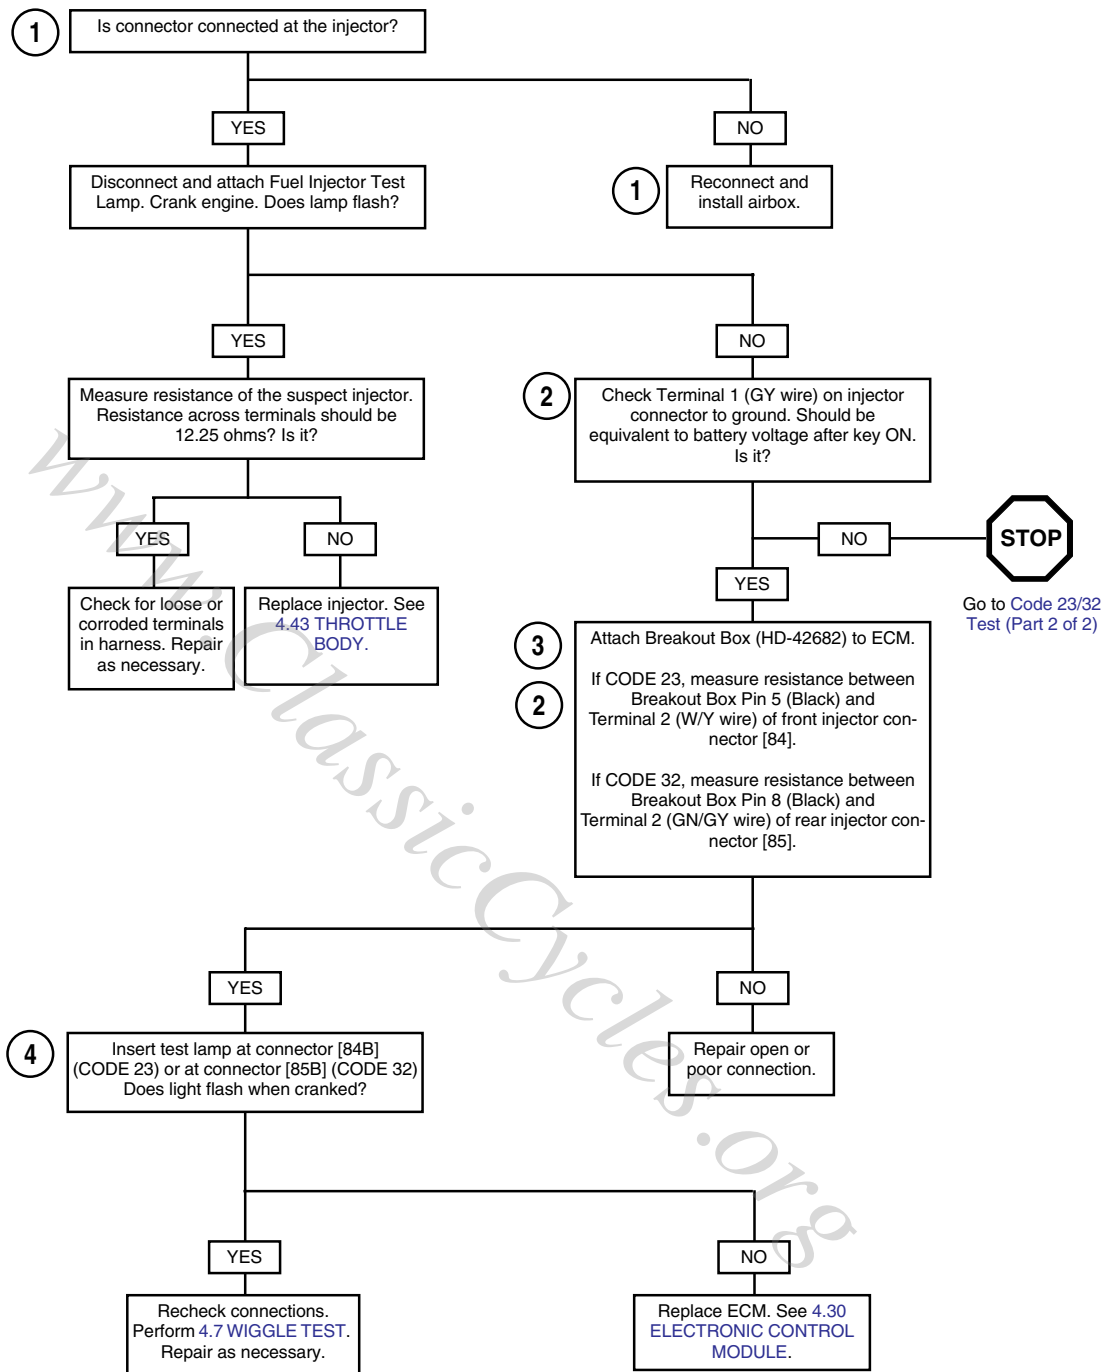 1
Is connector connected at the injector?
YES
NO
Disconnect and attach Fuel Injector Test
Lamp. Crank engine. Does lamp flash?
1
Reconnect and
install airbox.
YES
NO
Measure resistance of the suspect injector.
Resistance across terminals should be
12.25 ohms? Is it?
2
Check Terminal 1 (GY wire) on injector
connector to ground. Should be
equivalent to battery voltage after key ON.
Is it?
YES
NO
NO
STOP
YES
Check for loose or
corroded terminals
in harness. Repair
as necessary.
Replace injector. See
4.43 THROTTLE
BODY.
Go to Code 23/32
Test (Part 2 of 2)
3
2
Attach Breakout Box (HD-42682) to ECM.
If CODE 23, measure resistance between
Breakout Box Pin 5 (Black) and
Terminal 2 (W/Y wire) of front injector con-
nector [84].
If CODE 32, measure resistance between
Breakout Box Pin 8 (Black) and
Terminal 2 (GN/GY wire) of rear injector con-
nector [85].
YES
NO
4
Insert test lamp at connector [84B]
(CODE 23) or at connector [85B] (CODE 32)
Does light flash when cranked?
Repair open or
poor connection.
YES
NO
Recheck connections.
Perform 4.7 WIGGLE TEST.
Repair as necessary.
Replace ECM. See 4.30
ELECTRONIC CONTROL
MODULE.
www.ClassicCycles.org